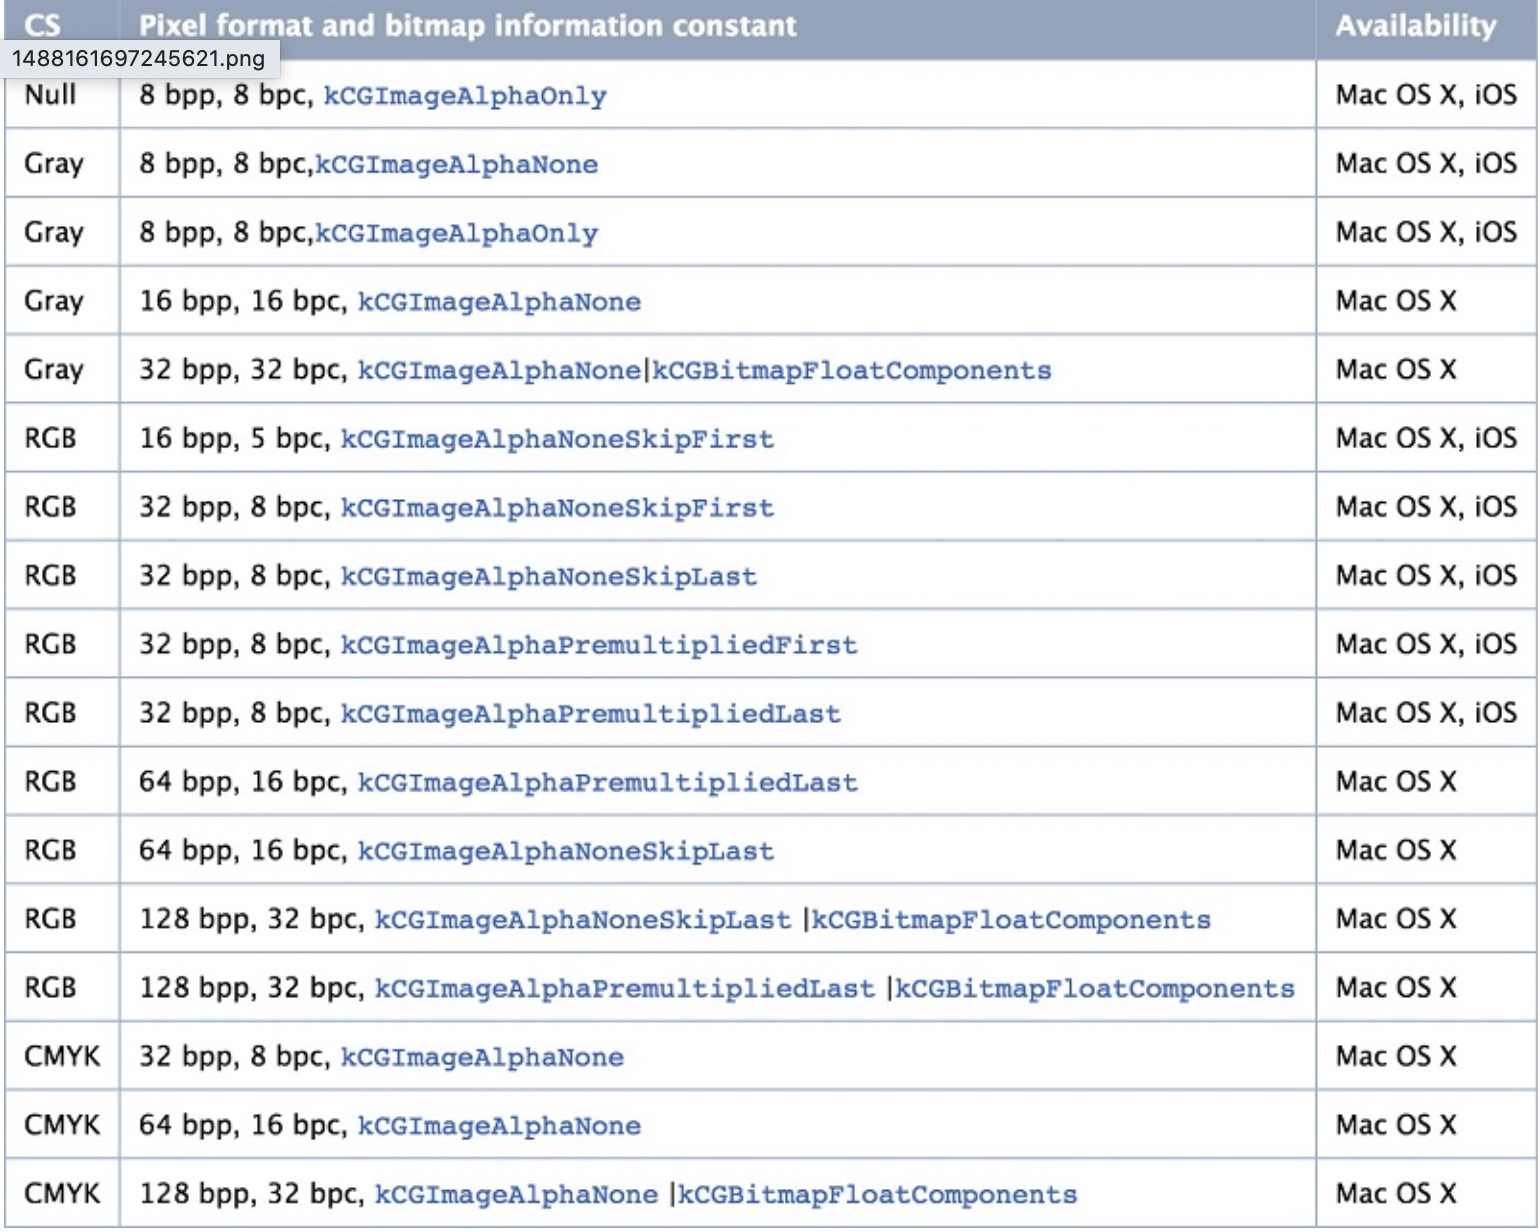 CS Pixel format and bitmap information constant Availability
1488161697245621.png
Null 8 bpp, 8 bpc, kCGImageAlphaOnly Mac OS X, iOS
Gray 8 bpp, 8 bpc,kCGImageAlphaNone Mac OS X, iOS
Gray 8 bpp, 8 bpc,kCGImageAlphaOnly Mac OS X, iOS
Gray 16 bpp, 16 bpc, kCGImageAlphaNone Mac OS X
Gray 32 bpp, 32 bpc, kCGImageAlphaNone|kCGBitmapFloatComponents Mac OS X
RGB 16 bpp, 5 bpc, kCGImageAlphaNoneSkipFirst Mac OS X, iOS
RGB 32 bpp, 8 bpc, kCGImageAlphaNoneSkipFirst Mac OS X, iOS
RGB 32 bpp, 8 bpc, kCGImageAlphaNoneSkipLast Mac OS X, iOS
RGB 32 bpp, 8 bpc, kCGImageAlphaPremultipliedFirst Mac OS X, iOS
RGB 32 bpp, 8 bpc, kCGImageAlphaPremultipliedLast Mac OS X, iOS
RGB 64 bpp, 16 bpc, kCGImageAlphaPremultipliedLast Mac OS X
RGB 64 bpp, 16 bpc, kCGImageAlphaNoneSkipLast Mac OS X
RGB 128 bpp, 32 bpc, kCGImageAlphaNoneSkipLast |kCGBitmapFloatComponents Mac OS X
RGB 128 bpp, 32 bpc, kCGImageAlphaPremultipliedLast |kCGBitmapFloatComponents Mac OS X
CMYK 32 bpp, 8 bpc, kCGImageAlphaNone Mac OS X
CMYK 64 bpp, 16 bpc, kCGImageAlphaNone Mac OS X
CMYK 128 bpp, 32 bpc, kCGImageAlphaNone |kCGBitmapFloatComponents Mac OS X